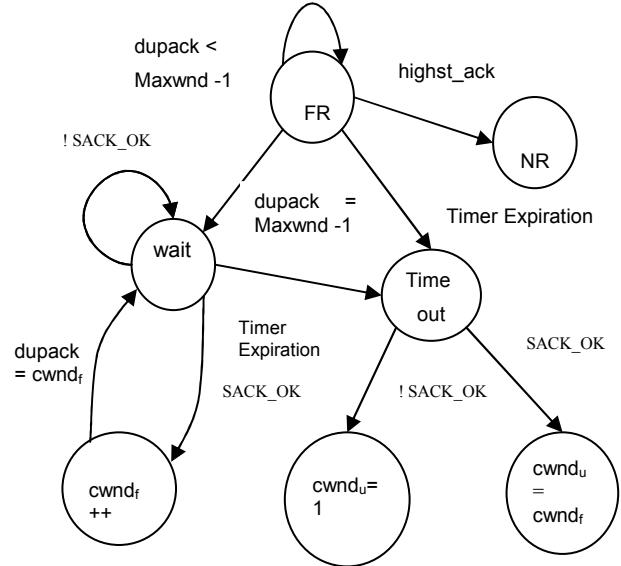 dupack <
Maxwnd -1
highst_ack
FR
! SACK_OK
NR
dupack =
Maxwnd -1
Timer Expiration
wait
Time
out
dupack
= cwndf
Timer
Expiration
SACK_OK
SACK_OK
! SACK_OK
cwndf
++
cwndu=
1
cwndu
=
cwndf